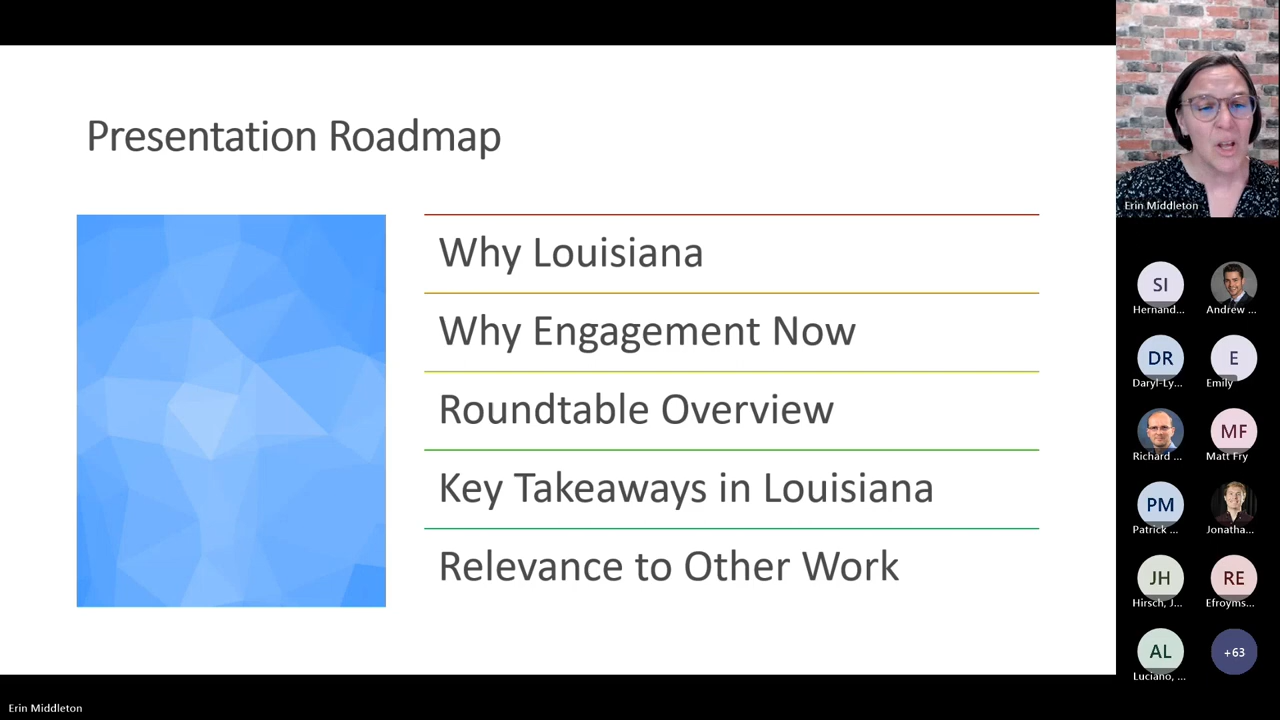 Presentation Roadmap
Why Louisiana
Why Engagement Now
Roundtable Overview
Key Takeaways in Louisiana
Relevance to Other Work
Erin Middleton
SI
Hernand...
Andrew ...
DR
Daryl-Ly...
E
Emily
Richard ...
MF
Matt Fry
PM
Patrick ...
Jonatha...
JH
Hirsch, J...
RE
Efroyms...
AL
Luciano, ...
+63
Erin Middleton